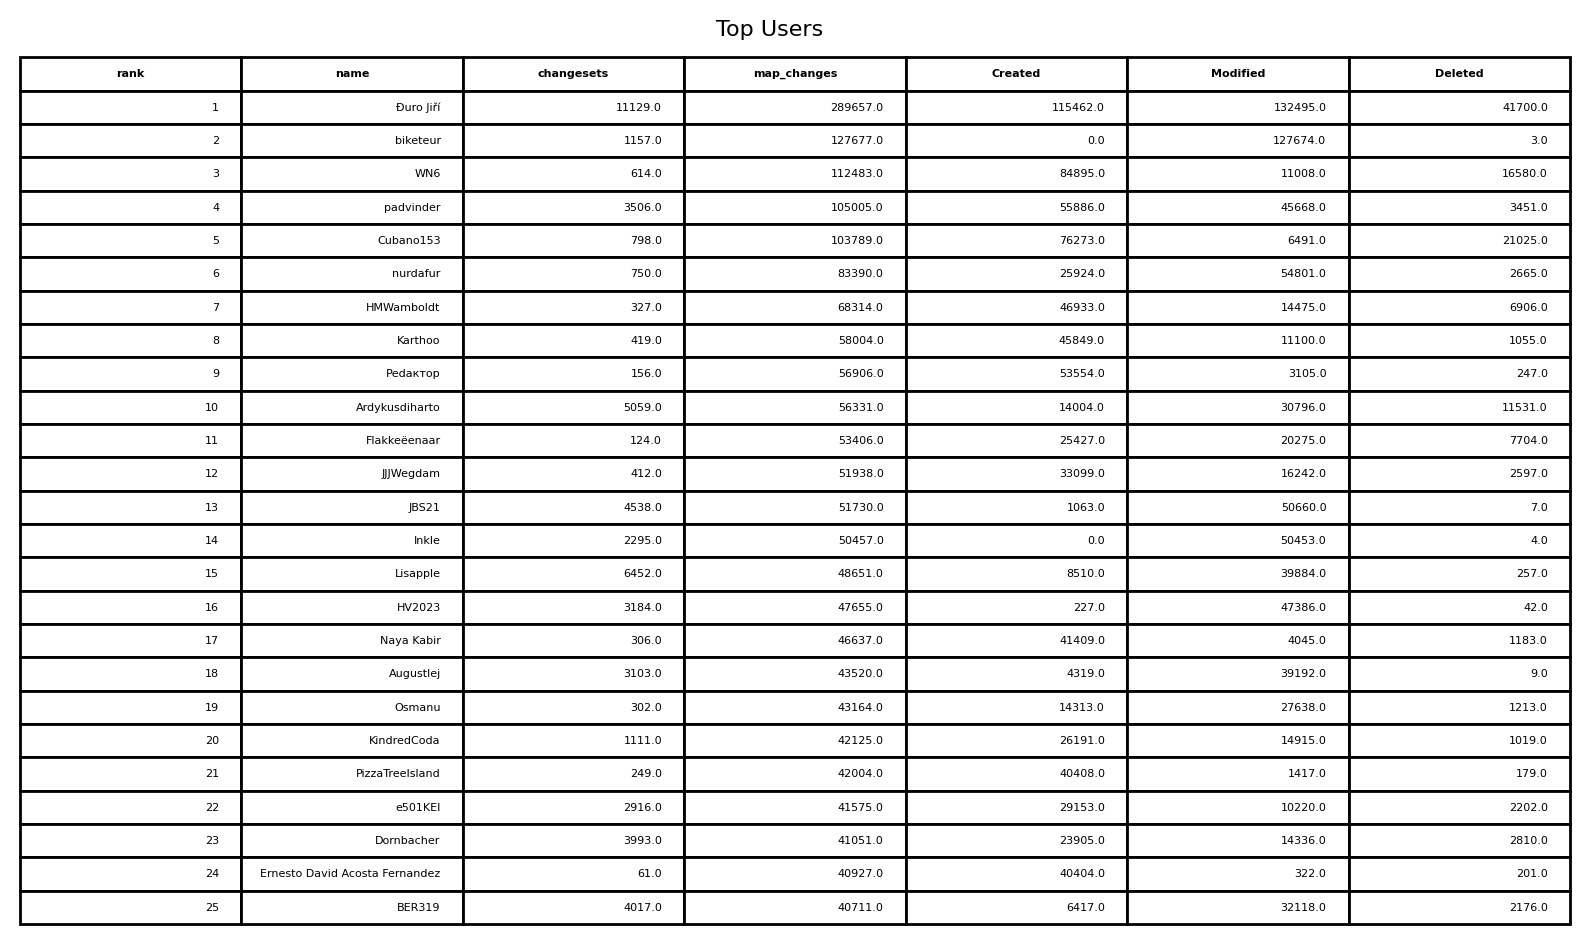 Top Users
rank name changesets map_changes Created Modified Deleted
1 Đuro Jiří 11129.0 289657.0 115462.0 132495.0 41700.0
2 biketeur 1157.0 127677.0 0.0 127674.0 3.0
3 WN6 614.0 112483.0 84895.0 11008.0 16580.0
4 padvinder 3506.0 105005.0 55886.0 45668.0 3451.0
5 Cubano153 798.0 103789.0 76273.0 6491.0 21025.0
6 nurdafur 750.0 83390.0 25924.0 54801.0 2665.0
7 HMWamboldt 327.0 68314.0 46933.0 14475.0 6906.0
8 Karthoo 419.0 58004.0 45849.0 11100.0 1055.0
9 Pedaктop 156.0 56906.0 53554.0 3105.0 247.0
10 Ardykusdiharto 5059.0 56331.0 14004.0 30796.0 11531.0
11 Flakkeëenaar 124.0 53406.0 25427.0 20275.0 7704.0
12 JJJWegdam 412.0 51938.0 33099.0 16242.0 2597.0
13 JBS21 4538.0 51730.0 1063.0 50660.0 7.0
14 Inkle 2295.0 50457.0 0.0 50453.0 4.0
15 Lisapple 6452.0 48651.0 8510.0 39884.0 257.0
16 HV2023 3184.0 47655.0 227.0 47386.0 42.0
17 Naya Kabir 306.0 46637.0 41409.0 4045.0 1183.0
18 Augustlej 3103.0 43520.0 4319.0 39192.0 9.0
19 Osmanu 302.0 43164.0 14313.0 27638.0 1213.0
20 KindredCoda 1111.0 42125.0 26191.0 14915.0 1019.0
21 PizzaTreeIsland 249.0 42004.0 40408.0 1417.0 179.0
22 e501KEI 2916.0 41575.0 29153.0 10220.0 2202.0
23 Dornbacher 3993.0 41051.0 23905.0 14336.0 2810.0
24 Ernesto David Acosta Fernandez 61.0 40927.0 40404.0 322.0 201.0
25 BER319 4017.0 40711.0 6417.0 32118.0 2176.0